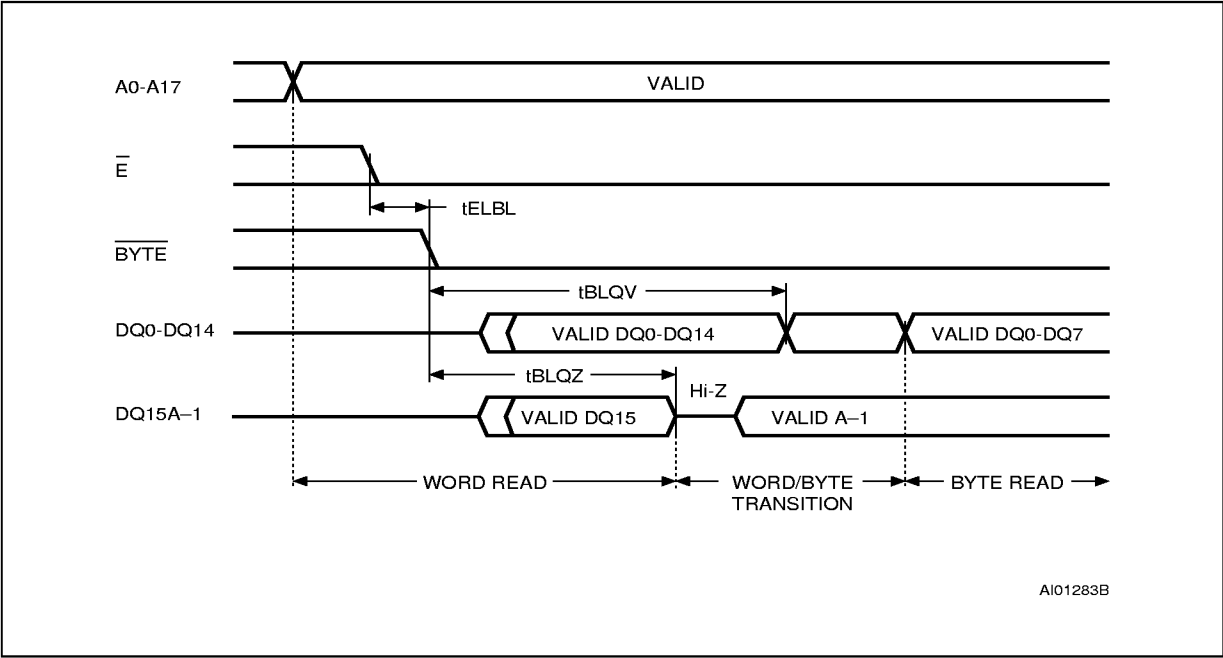 A0-A17
VALID
E̅
tELBL
B̅Y̅T̅E̅
tBLQV
DQ0-DQ14
VALID DQ0-DQ14
VALID DQ0-DQ7
tBLQZ
Hi-Z
DQ15A–1
VALID DQ15
VALID A–1
WORD READ
WORD/BYTE
TRANSITION
BYTE READ
AI01283B